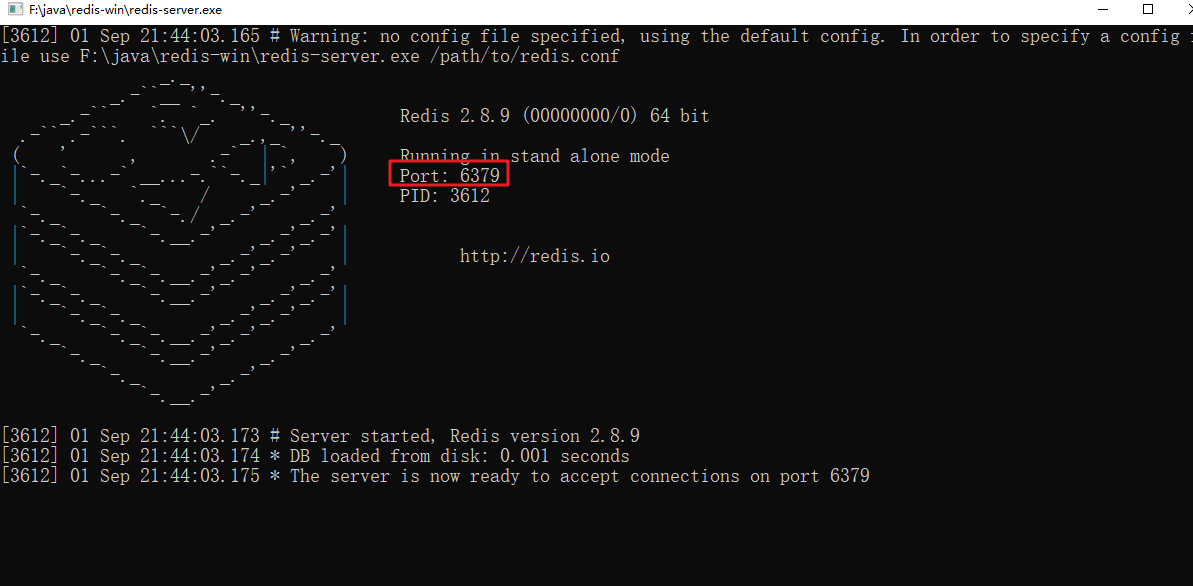 F:\java\redis-win\redis-server.exe
[3612] 01 Sep 21:44:03.165 # Warning: no config file specified, using the default config. In order to specify a config f
ile use F:\java\redis-win\redis-server.exe /path/to/redis.conf
Redis 2.8.9 (00000000/0) 64 bit
Running in stand alone mode
Port: 6379
PID: 3612
http://redis.io
[3612] 01 Sep 21:44:03.173 # Server started, Redis version 2.8.9
[3612] 01 Sep 21:44:03.174 * DB loaded from disk: 0.001 seconds
[3612] 01 Sep 21:44:03.175 * The server is now ready to accept connections on port 6379